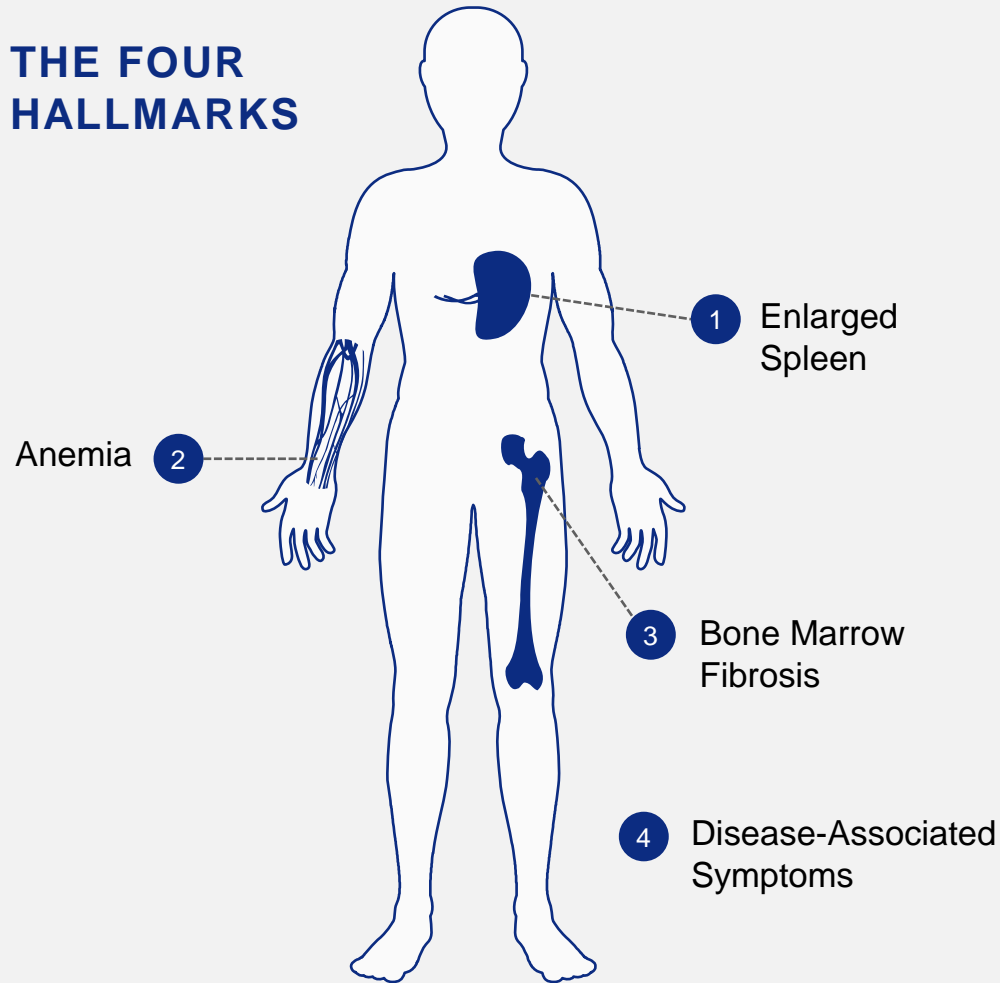 THE FOUR
HALLMARKS
1
Enlarged
Spleen
Anemia
2
3
Bone Marrow
Fibrosis
4
Disease-Associated
Symptoms